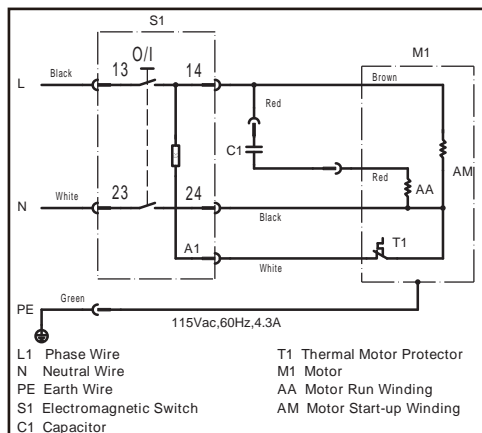 S1
M1
O/I
L
Black
13
14
Brown
Red
C1
Red
AA
AM
N
White
23
24
Black
A1
T1
White
Green
PE
115Vac,60Hz,4.3A
L1 Phase Wire
N Neutral Wire
PE Earth Wire
S1 Electromagnetic Switch
C1 Capacitor
T1 Thermal Motor Protector
M1 Motor
AA Motor Run Winding
AM Motor Start-up Winding